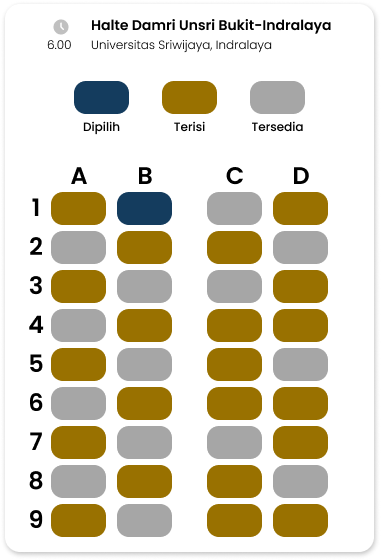 Halte Damri Unsri Bukit-Indralaya
6.00 Universitas Sriwijaya, Indralaya
Dipilih Terisi Tersedia
A B C D
1
2
3
4
5
6
7
8
9